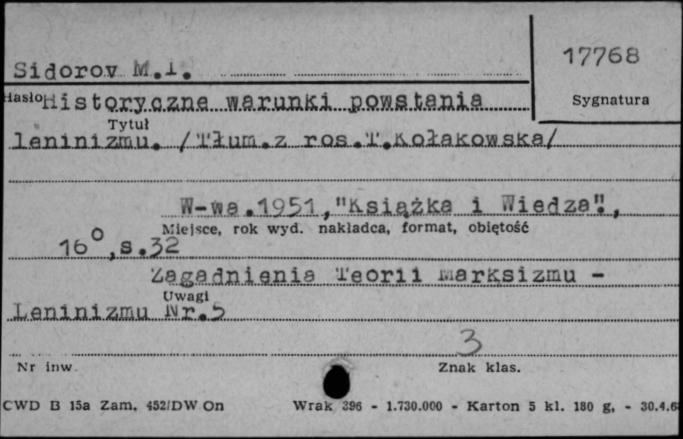 Sidorov M.I.
17768
Sygnatura
Hasło Historyczne warunki powstania
Tytuł
leninizmu. /Tłum.z ros.T.Kołakowska/
W-wa.1951,"Książka i Wiedza".,
Miejsce, rok wyd. nakładca, format, obiętość
16°,s.32
Zagadnienia Teorii Marksizmu -
Uwagi
Leninizmu Nr.5
3
Nr inw.
Znak klas.
CWD B 15a Zam. 452/DW On
Wrak 396 - 1.730.000 - Karton 5 kl. 180 g, - 30.4.6